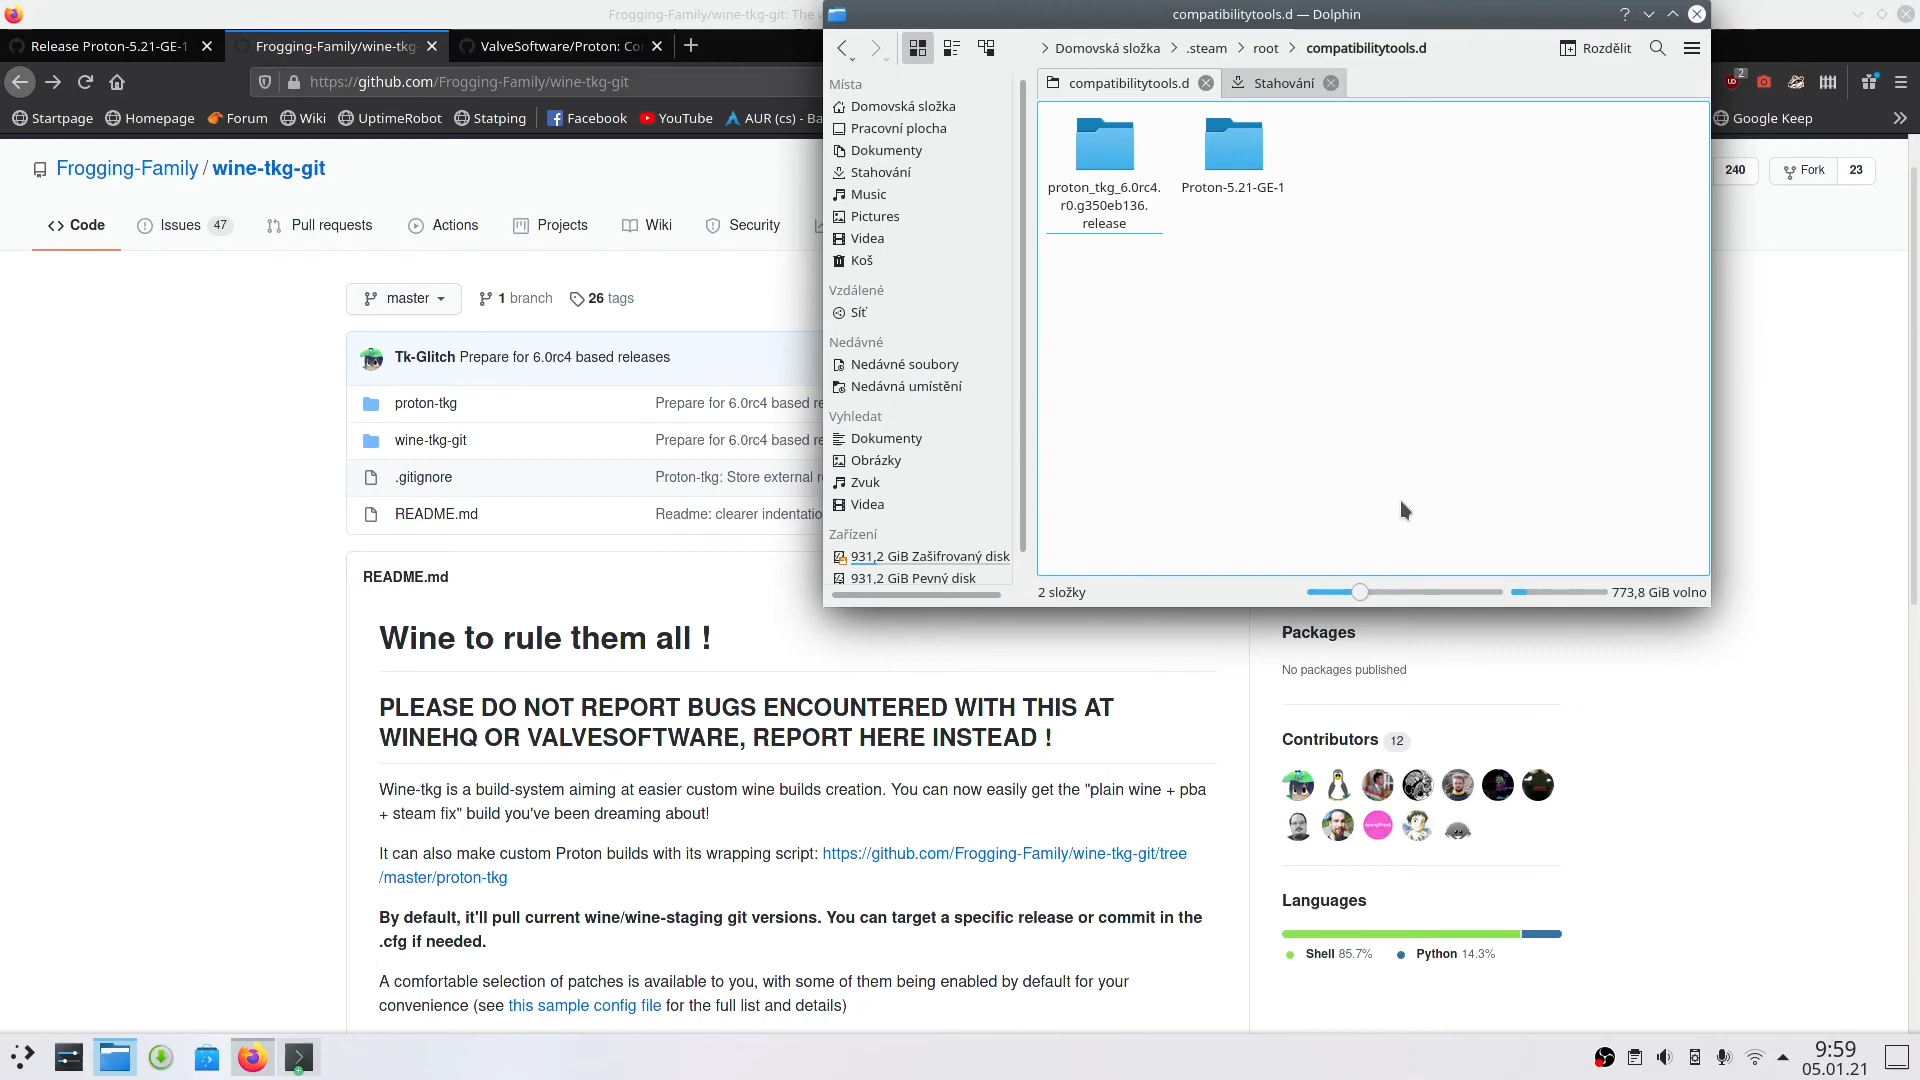 Frogging-Family/wine-tkg-git: The w
compatibilitytools.d — Dolphin
Release Proton-5.21-GE-1
Frogging-Family/wine-tkg-
ValveSoftware/Proton: Co
Domovská složka
.steam
root
compatibilitytools.d
Rozdělit
https://github.com/Frogging-Family/wine-tkg-git
2
Startpage
Homepage
Forum
Wiki
UptimeRobot
Statping
Facebook
YouTube
AUR (cs) - Ba
Google Keep
Místa
Domovská složka
Pracovní plocha
Dokumenty
Stahování
Music
Pictures
Videa
Koš
Vzdálené
Síť
Nedávné
Nedávné soubory
Nedávná umístění
Vyhledat
Dokumenty
Obrázky
Zvuk
Videa
Zařízení
931,2 GiB Zašifrovaný disk
931,2 GiB Pevný disk
compatibilitytools.d
Stahování
proton_tkg_6.0rc4.
r0.g350eb136.
release
Proton-5.21-GE-1
2 složky
773,8 GiB volno
Frogging-Family / wine-tkg-git
240
Fork
23
Code
Issues 47
Pull requests
Actions
Projects
Wiki
Security
master
1 branch
26 tags
Tk-Glitch Prepare for 6.0rc4 based releases
proton-tkg
Prepare for 6.0rc4 based re
wine-tkg-git
Prepare for 6.0rc4 based re
.gitignore
Proton-tkg: Store external r
README.md
Readme: clearer indentatio
README.md
Wine to rule them all !
PLEASE DO NOT REPORT BUGS ENCOUNTERED WITH THIS AT
WINEHQ OR VALVESOFTWARE, REPORT HERE INSTEAD !
Wine-tkg is a build-system aiming at easier custom wine builds creation. You can now easily get the "plain wine + pba
+ steam fix" build you've been dreaming about!
It can also make custom Proton builds with its wrapping script: https://github.com/Frogging-Family/wine-tkg-git/tree
/master/proton-tkg
By default, it'll pull current wine/wine-staging git versions. You can target a specific release or commit in the
.cfg if needed.
A comfortable selection of patches is available to you, with some of them being enabled by default for your
convenience (see this sample config file for the full list and details)
Packages
No packages published
Contributors 12
Languages
Shell 85.7%
Python 14.3%
9:59
05.01.21